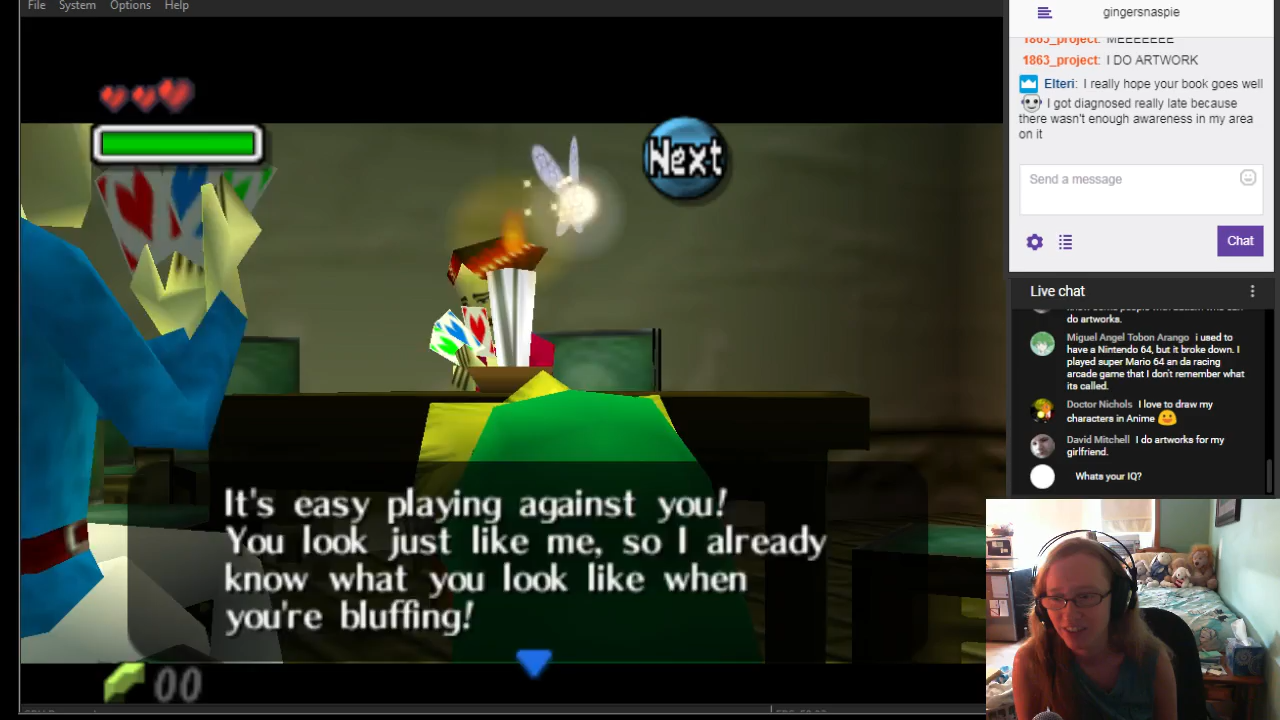 File System Options Help
Next
It's easy playing against you!
You look just like me, so I already
know what you look like when
you're bluffing!
00
gingersnaspie
1863_project: MEEEEEEE
1863_project: I DO ARTWORK
Elteri: I really hope your book goes well
I got diagnosed really late because
there wasn't enough awareness in my area
on it
Send a message
Chat
Live chat
do artworks.
Miguel Angel Tobon Arango i used to
have a Nintendo 64, but it broke down. I
played super Mario 64 an da racing
arcade game that I don't remember what
its called.
Doctor Nichols I love to draw my
characters in Anime
David Mitchell I do artworks for my
girlfriend.
Whats your IQ?